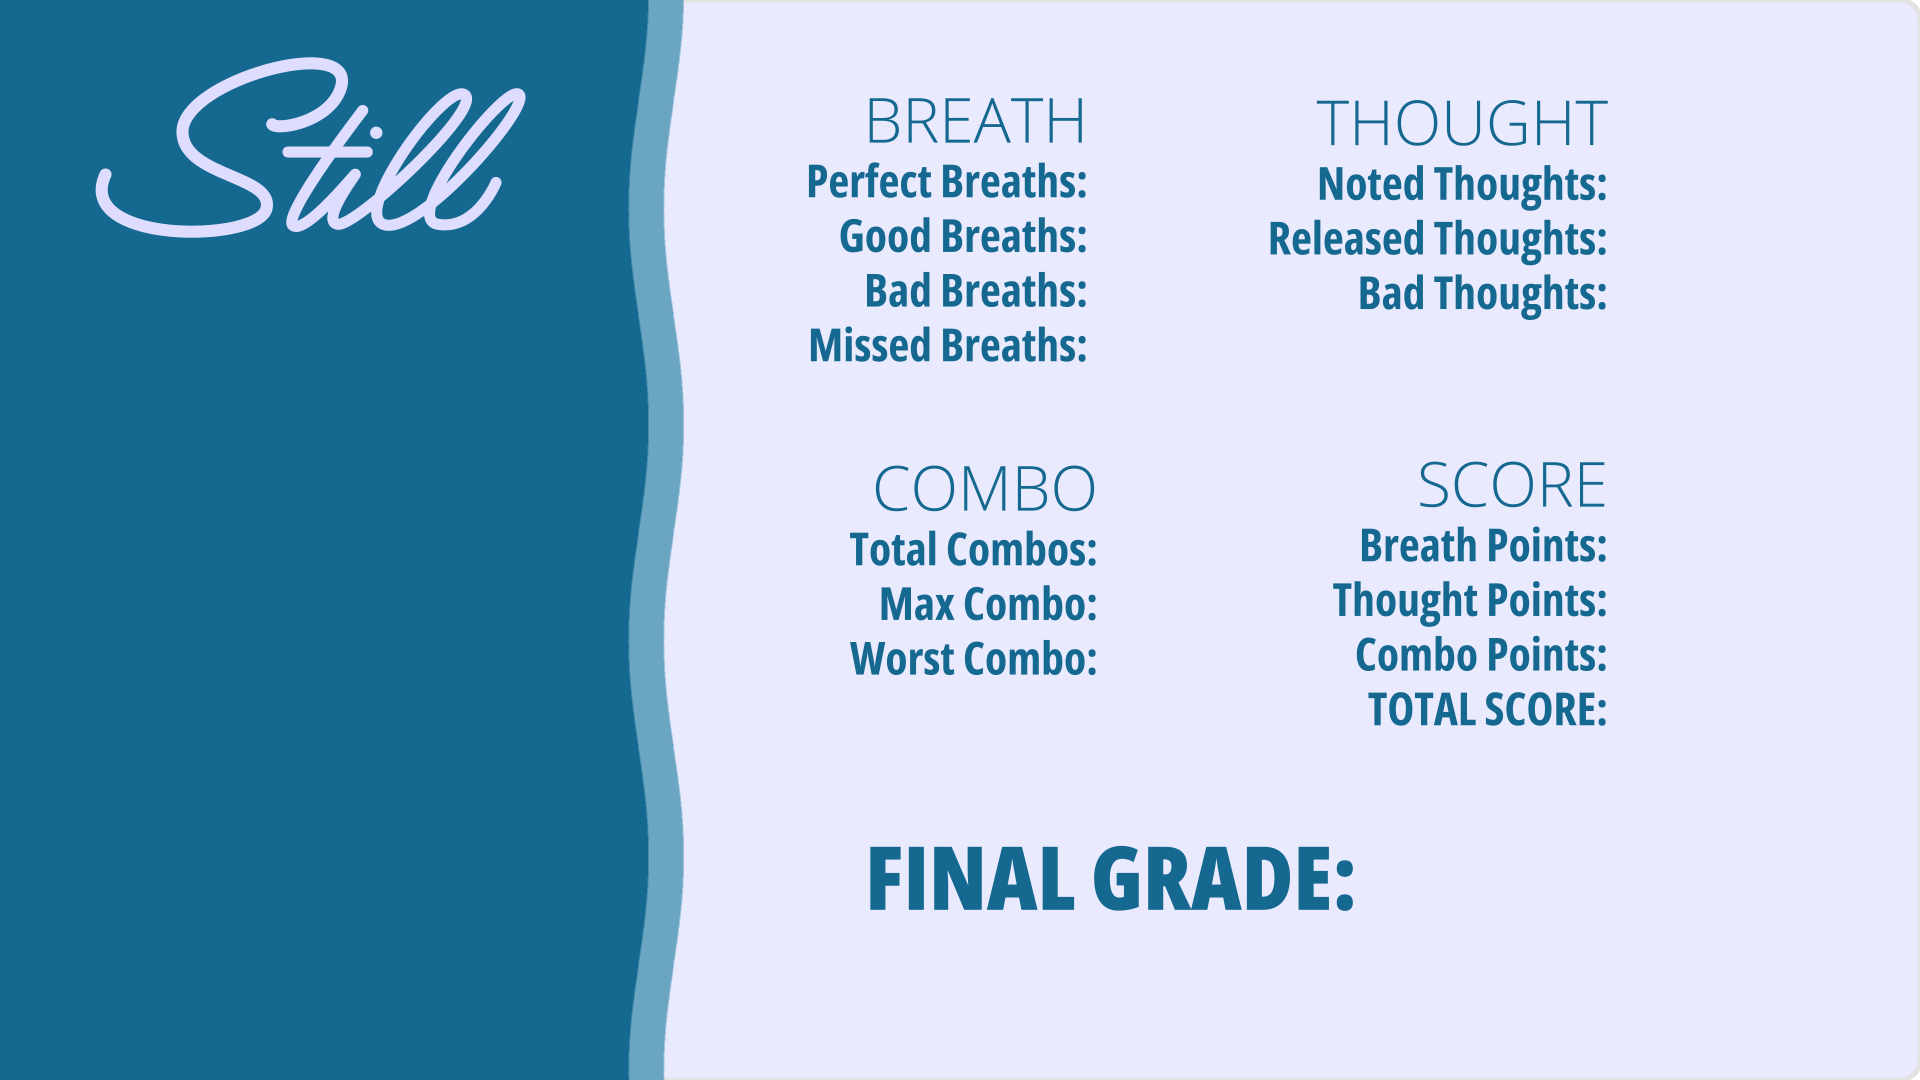 Still
BREATH
Perfect Breaths:
Good Breaths:
Bad Breaths:
Missed Breaths:
THOUGHT
Noted Thoughts:
Released Thoughts:
Bad Thoughts:
COMBO
Total Combos:
Max Combo:
Worst Combo:
SCORE
Breath Points:
Thought Points:
Combo Points:
TOTAL SCORE:
FINAL GRADE: